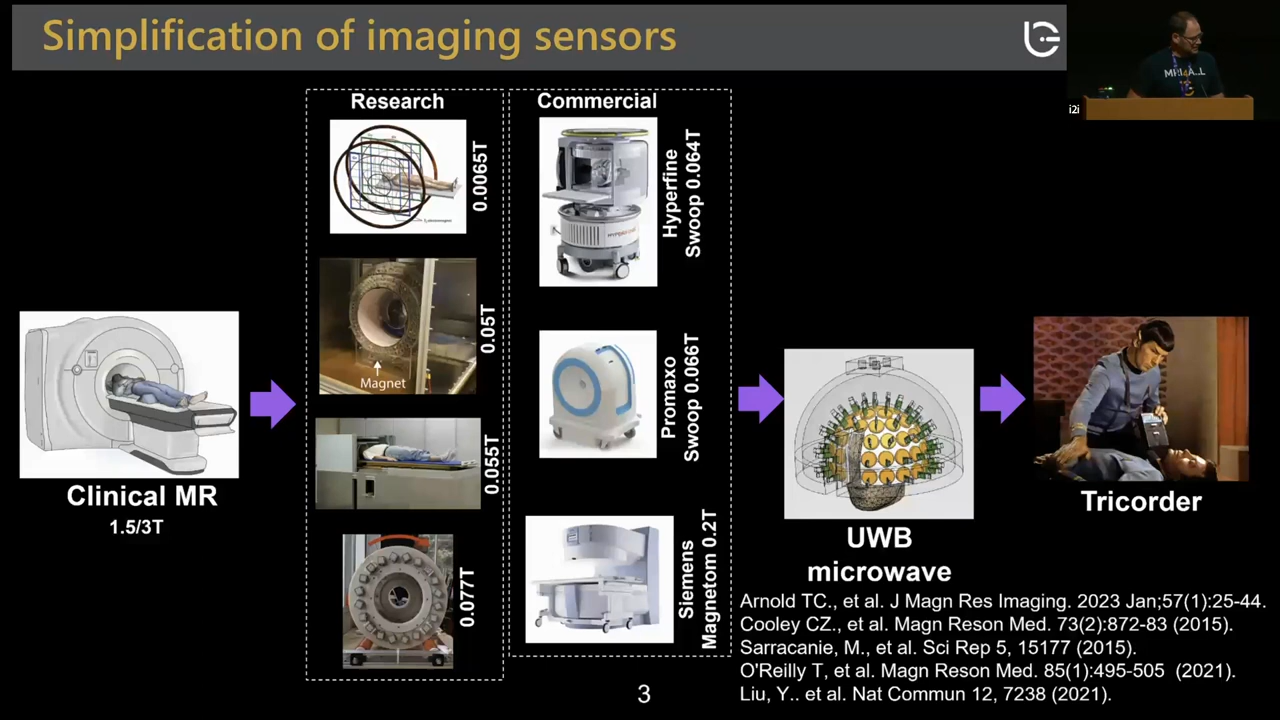 Simplification of imaging sensors
MRI4ALL
i2i
Research
Commercial
0.0065T
Hyperfine
Swoop 0.064T
0.05T
Magnet
Promaxo
Swoop 0.066T
0.055T
0.077T
Siemens
Magnetom 0.2T
Clinical MR
1.5/3T
UWB
microwave
Tricorder
Arnold TC., et al. J Magn Res Imaging. 2023 Jan;57(1):25-44.
Cooley CZ., et al. Magn Reson Med. 73(2):872-83 (2015).
Sarracanie, M., et al. Sci Rep 5, 15177 (2015).
O'Reilly T, et al. Magn Reson Med. 85(1):495-505 (2021).
Liu, Y.. et al. Nat Commun 12, 7238 (2021).
3